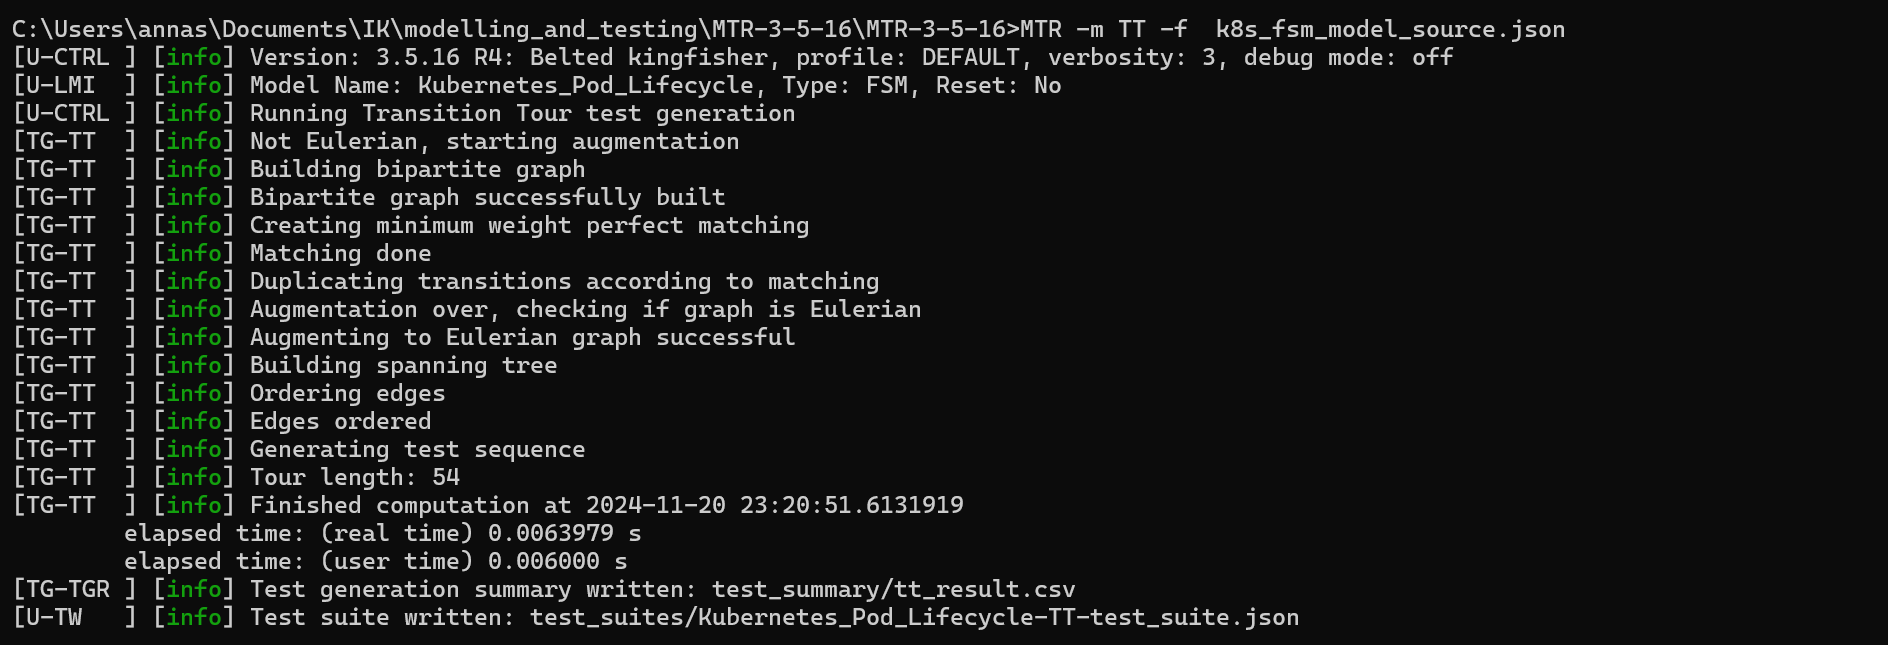 C:\Users\annas\Documents\IK\modelling_and_testing\MTR-3-5-16\MTR-3-5-16>MTR -m TT -f  k8s_fsm_model_source.json
[U-CTRL ] [info] Version: 3.5.16 R4: Belted kingfisher, profile: DEFAULT, verbosity: 3, debug mode: off
[U-LMI  ] [info] Model Name: Kubernetes_Pod_Lifecycle, Type: FSM, Reset: No
[U-CTRL ] [info] Running Transition Tour test generation
[TG-TT  ] [info] Not Eulerian, starting augmentation
[TG-TT  ] [info] Building bipartite graph
[TG-TT  ] [info] Bipartite graph successfully built
[TG-TT  ] [info] Creating minimum weight perfect matching
[TG-TT  ] [info] Matching done
[TG-TT  ] [info] Duplicating transitions according to matching
[TG-TT  ] [info] Augmentation over, checking if graph is Eulerian
[TG-TT  ] [info] Augmenting to Eulerian graph successful
[TG-TT  ] [info] Building spanning tree
[TG-TT  ] [info] Ordering edges
[TG-TT  ] [info] Edges ordered
[TG-TT  ] [info] Generating test sequence
[TG-TT  ] [info] Tour length: 54
[TG-TT  ] [info] Finished computation at 2024-11-20 23:20:51.6131919
        elapsed time: (real time) 0.0063979 s
        elapsed time: (user time) 0.006000 s
[TG-TGR ] [info] Test generation summary written: test_summary/tt_result.csv
[U-TW   ] [info] Test suite written: test_suites/Kubernetes_Pod_Lifecycle-TT-test_suite.json